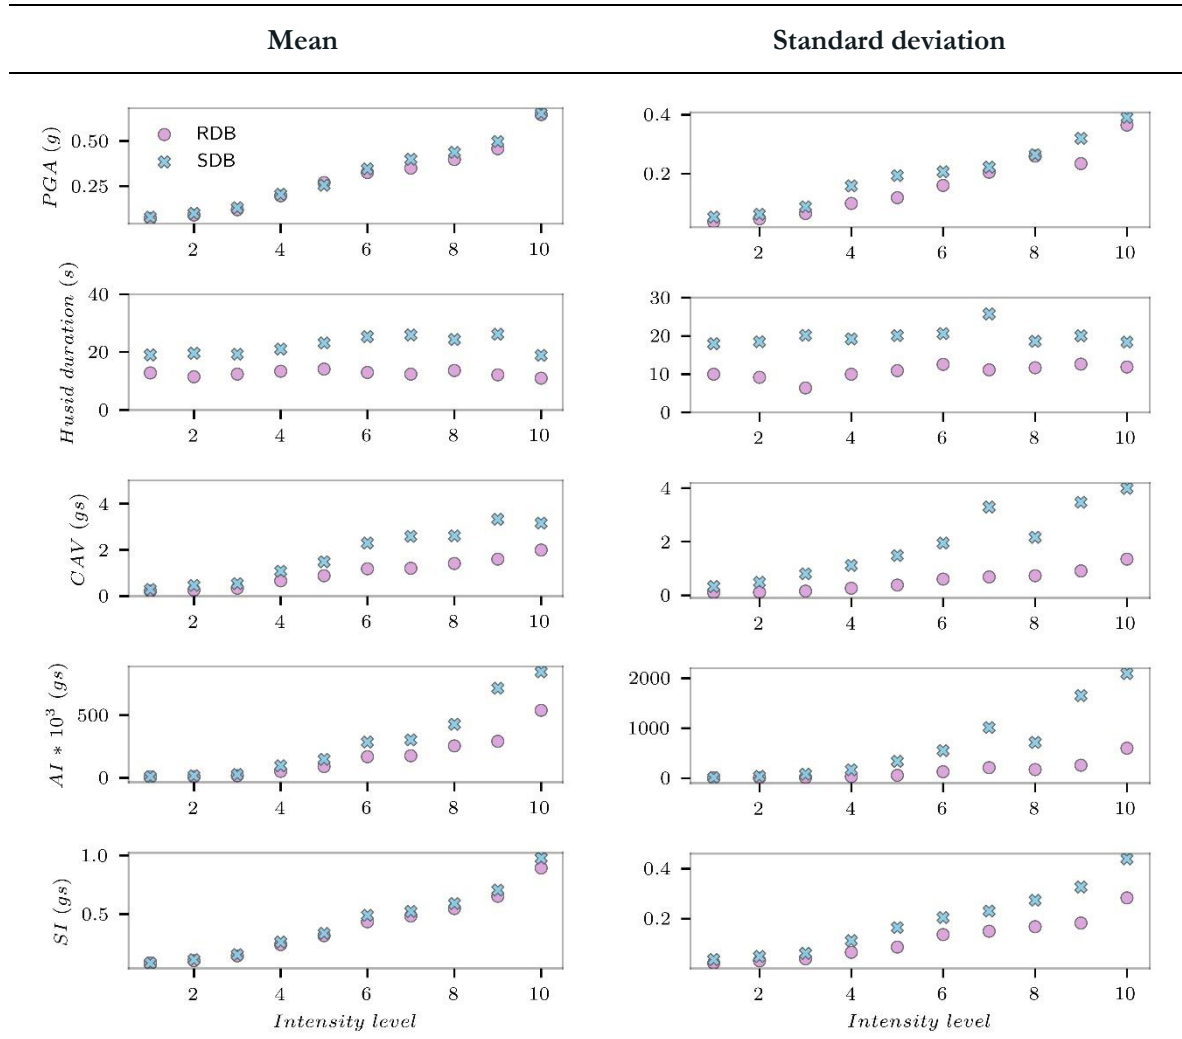 Mean Standard deviation
PGA (g)
0.50
0.25
RDB
SDB
2 4 6 8 10
0.4
0.2
2 4 6 8 10
Husid duration (s)
40
20
0
2 4 6 8 10
30
20
10
0
2 4 6 8 10
CAV (gs)
4
2
0
2 4 6 8 10
4
2
0
2 4 6 8 10
AI * 10³ (gs)
500
0
2 4 6 8 10
2000
1000
0
2 4 6 8 10
SI (gs)
1.0
0.5
2 4 6 8 10
Intensity level
0.4
0.2
2 4 6 8 10
Intensity level